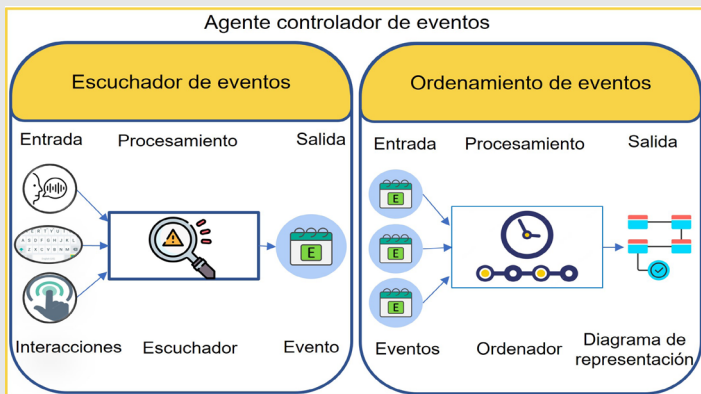 Agente controlador de eventos
Escuchador de eventos
Entrada Procesamiento Salida
E
Interacciones Escuchador Evento
Ordenamiento de eventos
Entrada Procesamiento Salida
E
E
E
Eventos Ordenador Diagrama de
representación